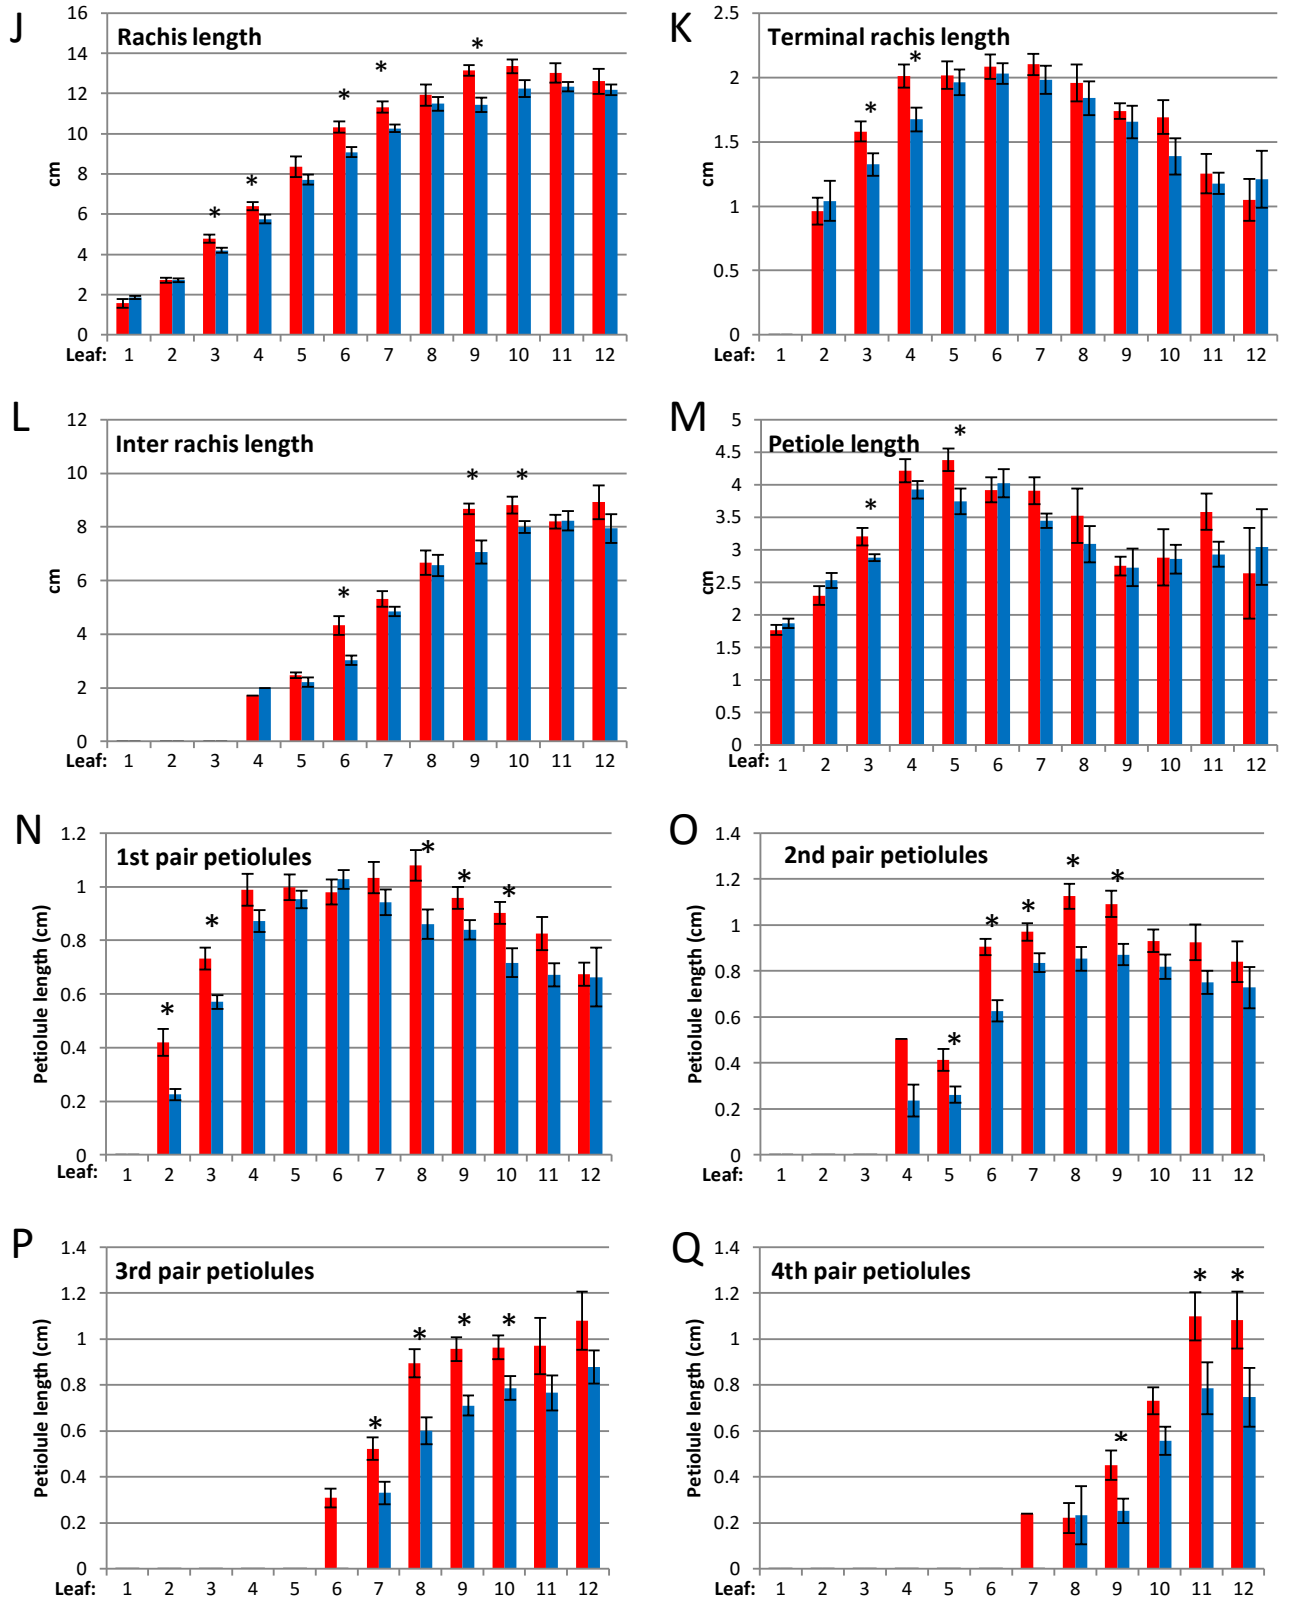 J
Rachis length
16
14
12
10
8
6
4
2
0
cm
* * * * *
Leaf: 1 2 3 4 5 6 7 8 9 10 11 12
K
Terminal rachis length
2.5
2
1.5
1
0.5
0
cm
* *
Leaf: 1 2 3 4 5 6 7 8 9 10 11 12
L
Inter rachis length
12
10
8
6
4
2
0
cm
* * *
Leaf: 1 2 3 4 5 6 7 8 9 10 11 12
M
Petiole length
5
4.5
4
3.5
3
2.5
2
1.5
1
0.5
0
cm
* *
Leaf: 1 2 3 4 5 6 7 8 9 10 11 12
N
1st pair petiolules
1.2
1
0.8
0.6
0.4
0.2
0
Petiolule length (cm)
* * * * *
Leaf: 1 2 3 4 5 6 7 8 9 10 11 12
O
2nd pair petiolules
1.4
1.2
1
0.8
0.6
0.4
0.2
0
Petiolule length (cm)
* * * * *
Leaf: 1 2 3 4 5 6 7 8 9 10 11 12
P
3rd pair petiolules
1.4
1.2
1
0.8
0.6
0.4
0.2
0
Petiolule length (cm)
* * * *
Leaf: 1 2 3 4 5 6 7 8 9 10 11 12
Q
4th pair petiolules
1.4
1.2
1
0.8
0.6
0.4
0.2
0
Petiolule length (cm)
* * *
Leaf: 1 2 3 4 5 6 7 8 9 10 11 12